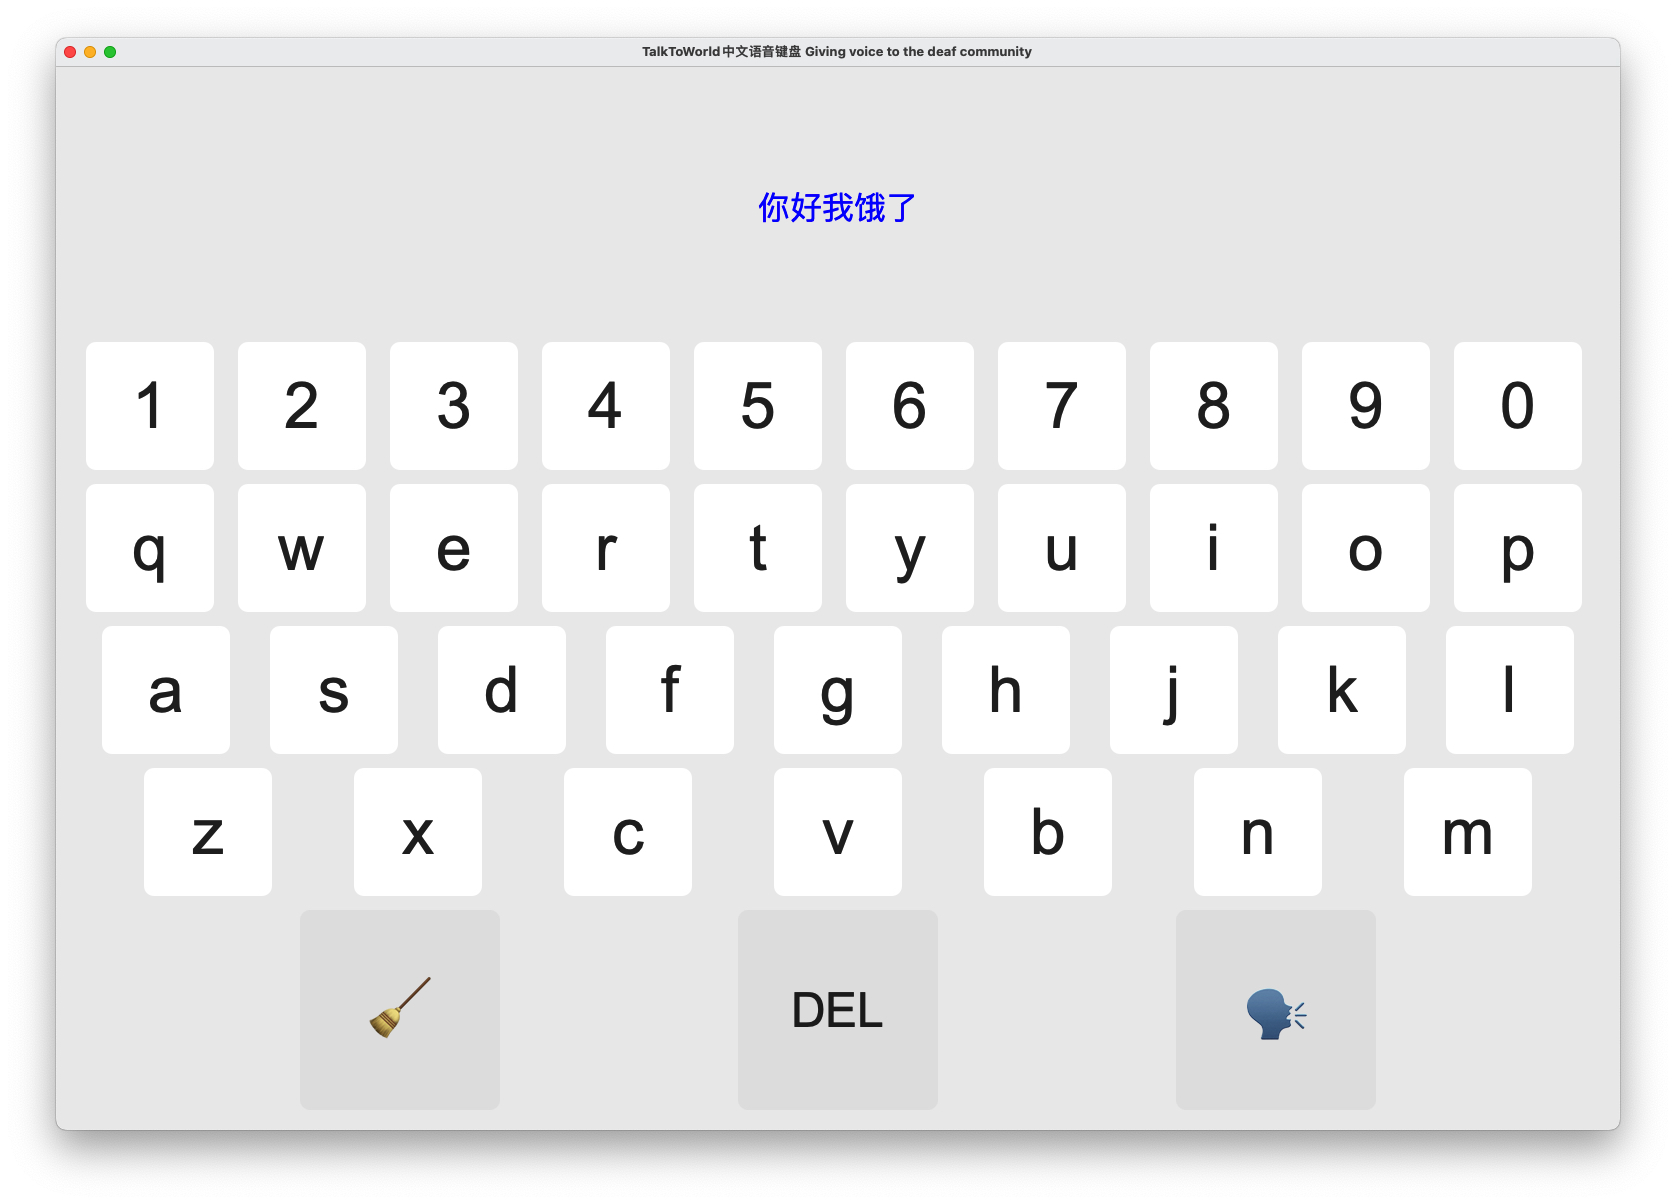 TalkToWorld中文语音键盘 Giving voice to the deaf community
你好我饿了
1 2 3 4 5 6 7 8 9 0
q w e r t y u i o p
a s d f g h j k l
z x c v b n m
DEL